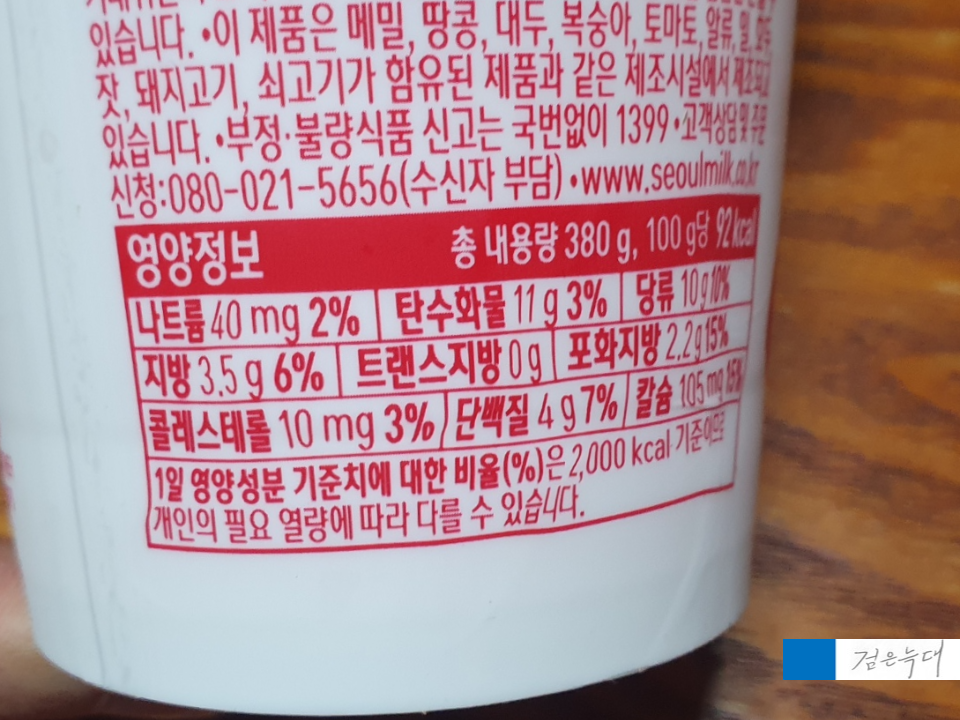 있습니다. •이 제품은 메밀, 땅콩, 대두, 복숭아, 토마토, 알류, 밀,
잣, 돼지고기, 쇠고기가 함유된 제품과 같은 제조시설에서 제조되고
있습니다. •부정·불량식품 신고는 국번없이 1399 •고객상담 및 주문
신청:080-021-5656(수신자 부담) •www.seoulmilk.co.kr
영양정보 총 내용량 380 g, 100 g당 92 kcal
나트륨 40 mg 2% 탄수화물 11 g 3% 당류 10 g 10%
지방 3.5 g 6% 트랜스지방 0 g 포화지방 2.2 g 15%
콜레스테롤 10 mg 3% 단백질 4 g 7% 칼슘 105 mg 15%
1일 영양성분 기준치에 대한 비율(%)은 2,000 kcal 기준이므로
개인의 필요 열량에 따라 다를 수 있습니다.
검은늑대